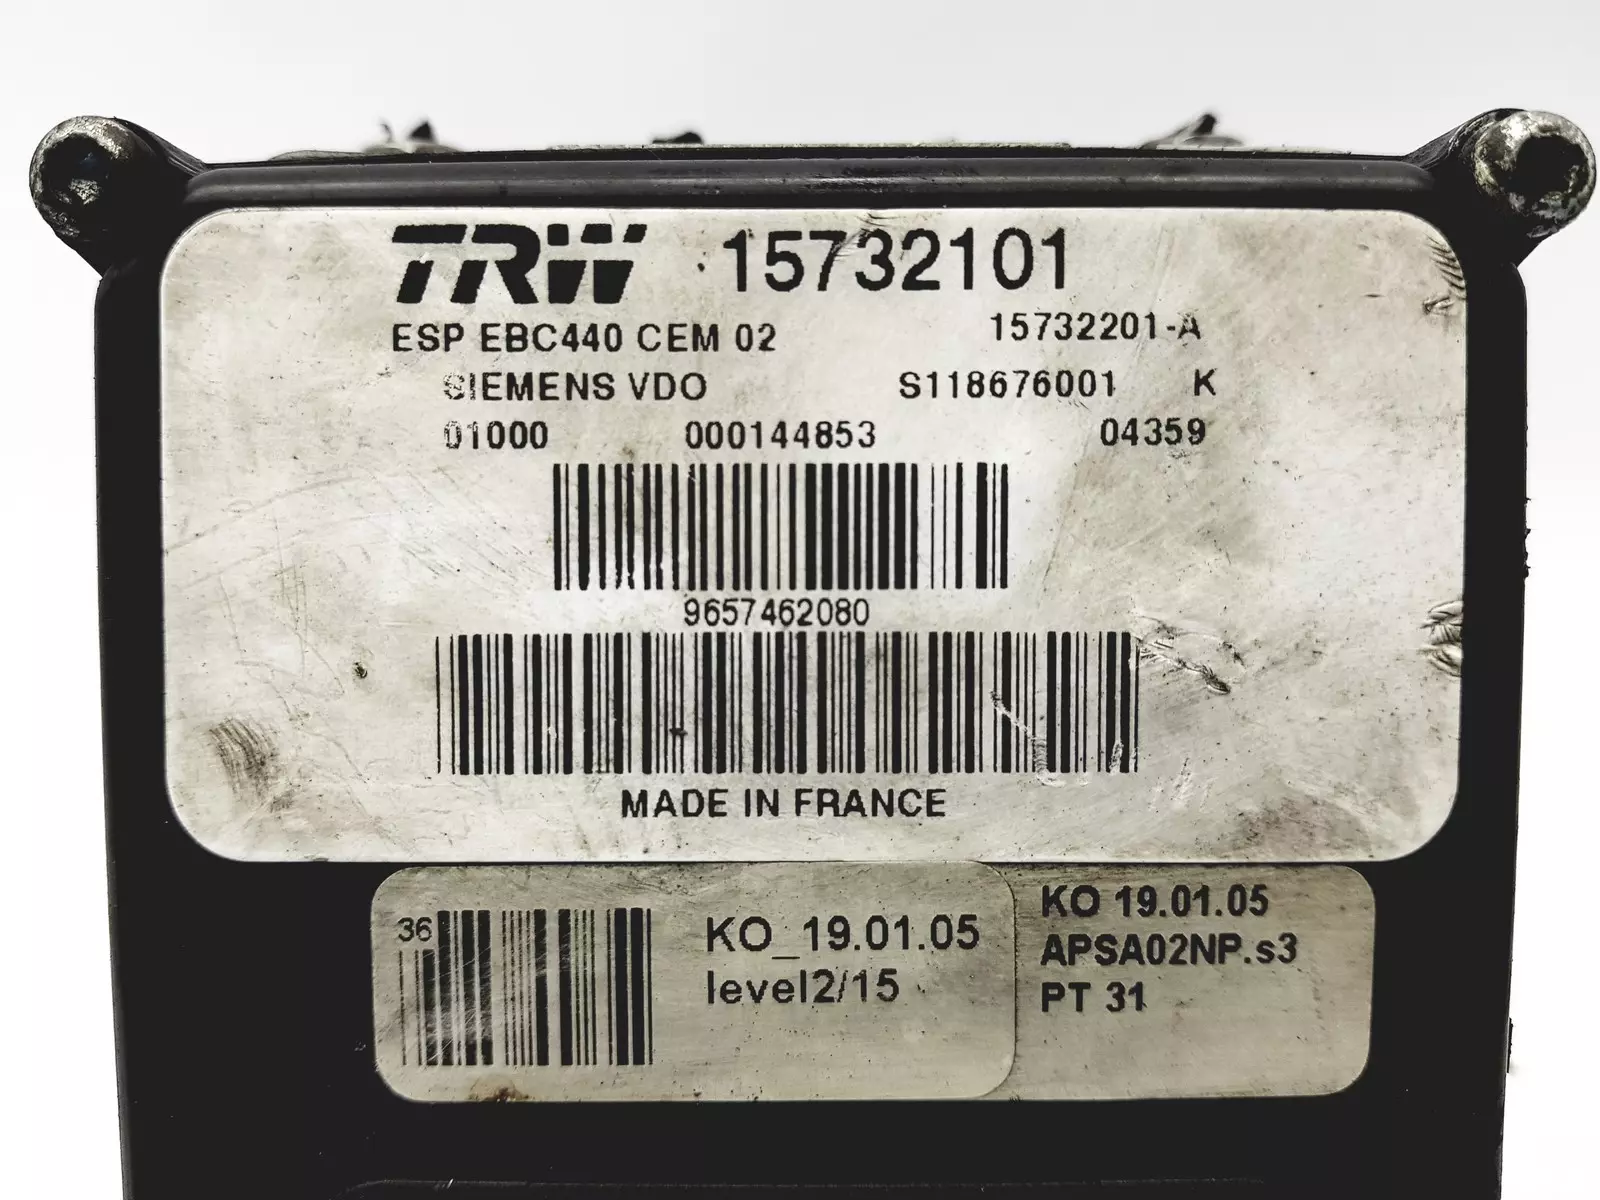 TRW 15732101
ESP EBC440 CEM 02 15732201-A
SIEMENS VDO S118676001 K
01000 000144853 04359
9657462080
MADE IN FRANCE
36
KO_19.01.05
level2/15
KO 19.01.05
APSA02NP.s3
PT 31